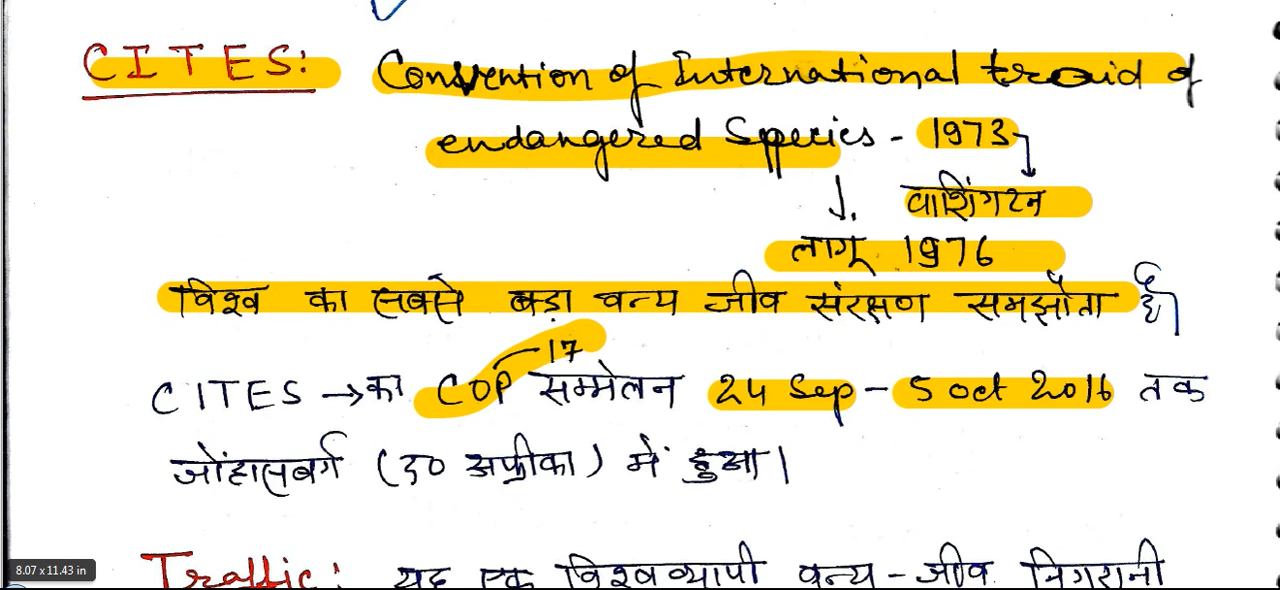 CITES: Convention of International traid of
endangered Species - 1973
↓. वाशिंगटन
लागू 1976
विश्व का सबसे बड़ा वन्य जीव संरक्षण समझौता है।
CITES →का COP 17 सम्मेलन 24 Sep - 5 oct 2016 तक
जोंहासबर्ग (द0 अफ्रीका) में हुआ।
Traffic: यह एक विश्वव्यापी वन्य-जीव निगरानी
8.07 x 11.43 in